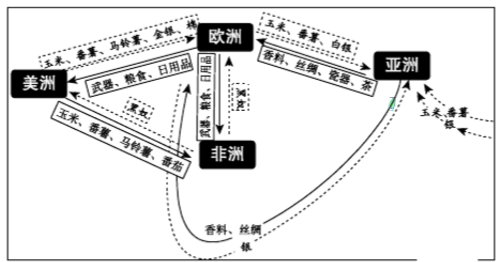 玉米、番薯、马铃薯、金银、
欧洲
玉米、番薯、白银
香料、丝绸、瓷器、茶
亚洲
美洲
武器、粮食、日用品
武器、粮食、日用品
黑奴
黑奴
玉米、番薯、马铃薯、番茄
非洲
玉米、番薯
银
香料、丝绸
银